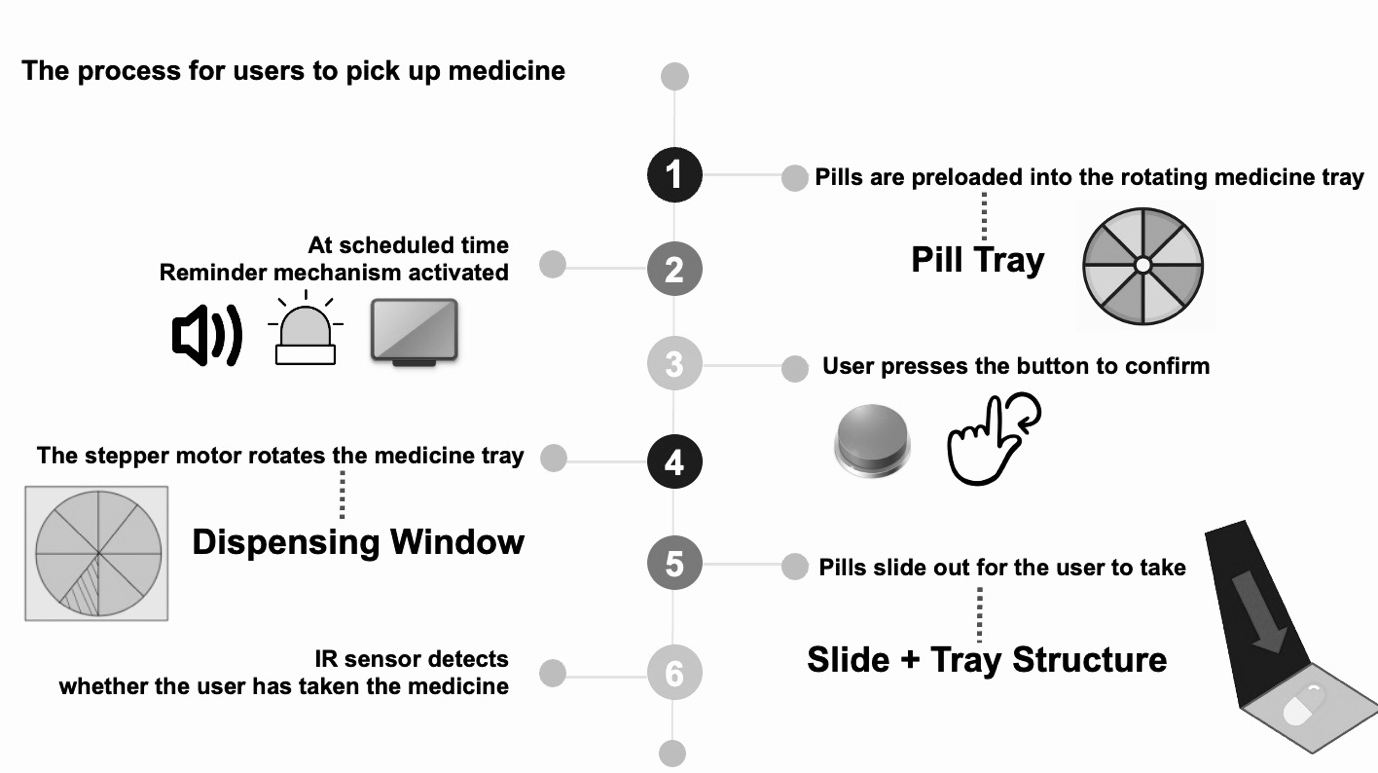 The process for users to pick up medicine
1
Pills are preloaded into the rotating medicine tray
Pill Tray
2
At scheduled time
Reminder mechanism activated
3
User presses the button to confirm
4
The stepper motor rotates the medicine tray
Dispensing Window
5
Pills slide out for the user to take
Slide + Tray Structure
6
IR sensor detects
whether the user has taken the medicine